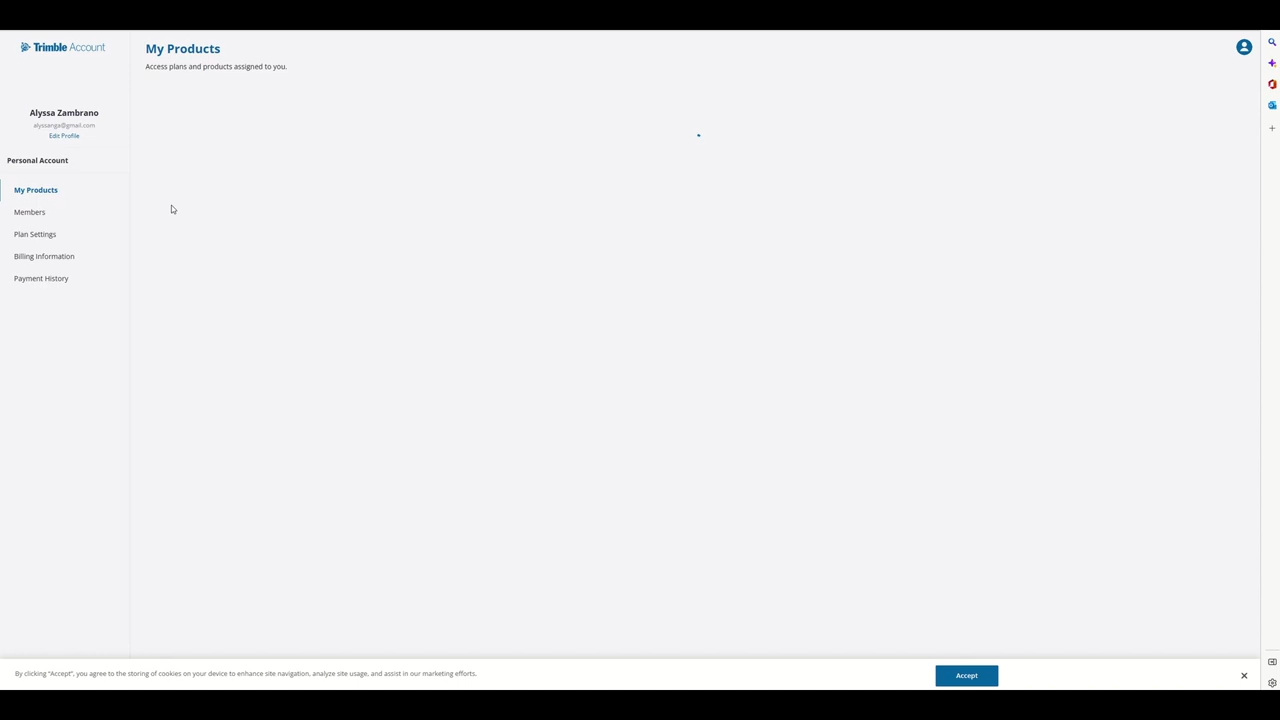 Trimble Account
My Products
Access plans and products assigned to you.
Alyssa Zambrano
alyssanga@gmail.com
Edit Profile
Personal Account
My Products
Members
Plan Settings
Billing Information
Payment History
By clicking "Accept", you agree to the storing of cookies on your device to enhance site navigation, analyze site usage, and assist in our marketing efforts.
Accept